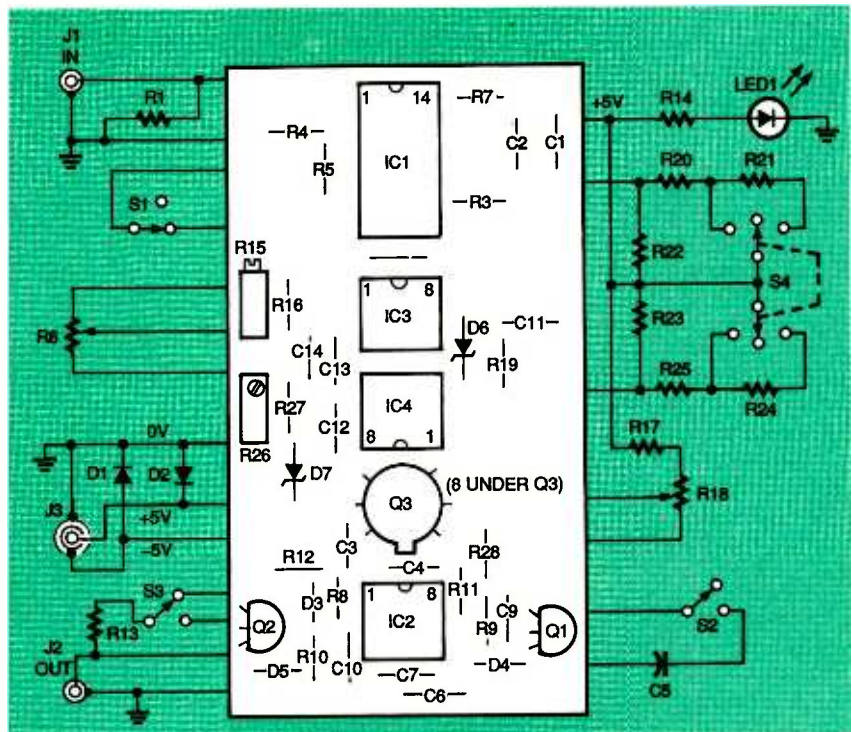 J1
IN
R1
S1
R15
R6
0V
D1
D2
+5V
J3
-5V
S3
R13
J2
OUT
1 14
IC1
R7
R4
R5
C2
C1
R3
R16
1 8
IC3
D6
C11
C14
C13
R19
R27
IC4
8 1
C12
R26
D7
Q3
(8 UNDER Q3)
R12
C3
C4
R28
D3
R8
1 8
IC2
R11
R9
C9
Q2
Q1
R10
C10
D5
C7
C6
D4
+5V
R14
LED1
R20
R21
R22
S4
R23
R25
R24
R17
R18
S2
C5